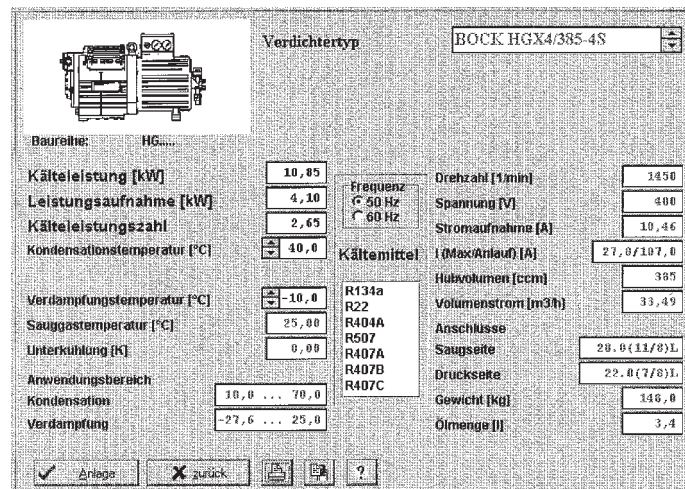 Verdichtertyp
BOCK HGX4/385-4S
Baureihe: HG.....
Kälteleistung [kW] 10,85
Leistungsaufnahme [kW] 4,10
Kälteleistungszahl 2,65
Kondensationstemperatur [°C] 40,0
Verdampfungstemperatur [°C] -10,0
Sauggastemperatur [°C] 25,00
Unterkühlung [K] 0,00
Anwendungsbereich
Kondensation 10,0 ... 70,0
Verdampfung -27,6 ... 25,0
Frequenz
50 Hz
60 Hz
Kältemittel
R134a
R22
R404A
R507
R407A
R407B
R407C
Drehzahl [1/min] 1450
Spannung [V] 400
Stromaufnahme [A] 10,46
I (Max/Anlauf) [A] 27,0/107,0
Hubvolumen [ccm] 385
Volumenstrom [m3/h] 33,49
Anschlüsse
Saugseite 28.0(11/8)L
Druckseite 22.0(7/8)L
Gewicht [kg] 148,0
Ölmenge [l] 3,4
Anlage
zurück
?